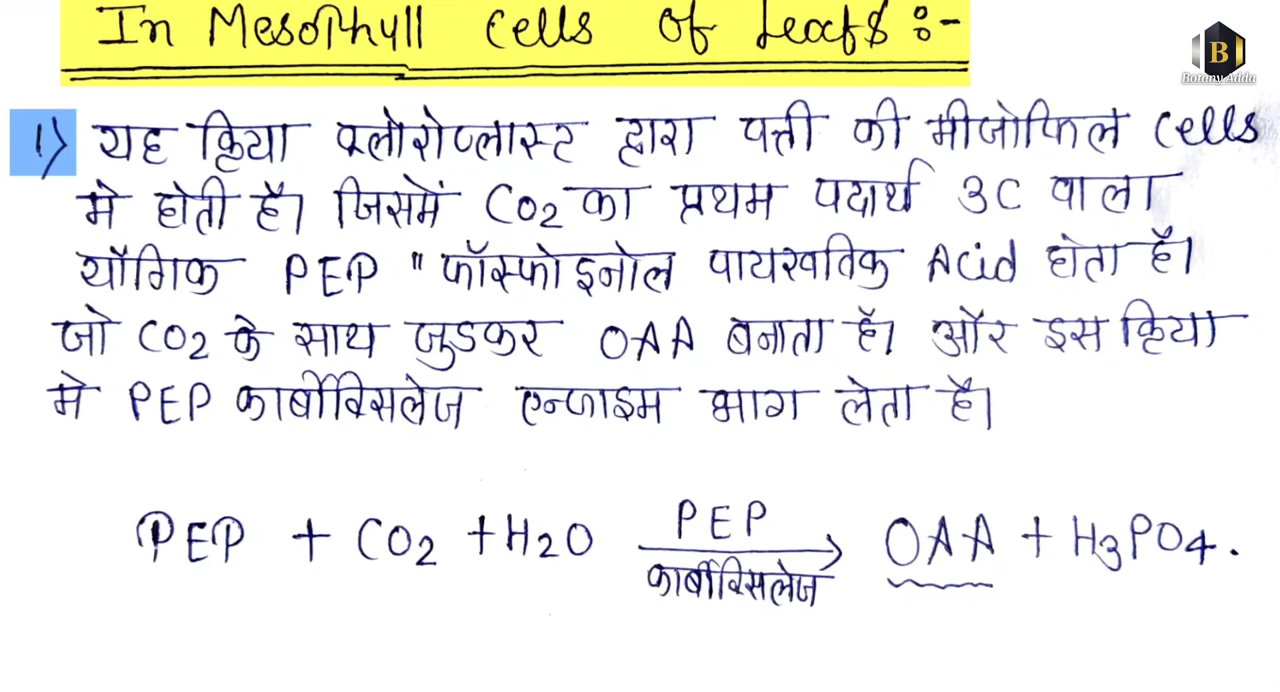 In Mesophyll cells of Leafs :-
B
Botany Adda
1) यह क्रिया क्लोरोप्लास्ट द्वारा पत्ती की मीजोफिल cells
मे होती है। जिसमें CO2 का प्रथम पदार्थ 3C वाला
यौगिक PEP "फॉस्फोइनोल पायरुवतिक Acid होता है।
जो CO2 के साथ जुडकर OAA बनाता है। और इस क्रिया
मे PEP कार्बोक्सिलेज एन्जाइम भाग लेता है।
PEP + CO2 + H2O PEP कार्बोक्सिलेज → OAA + H3PO4.